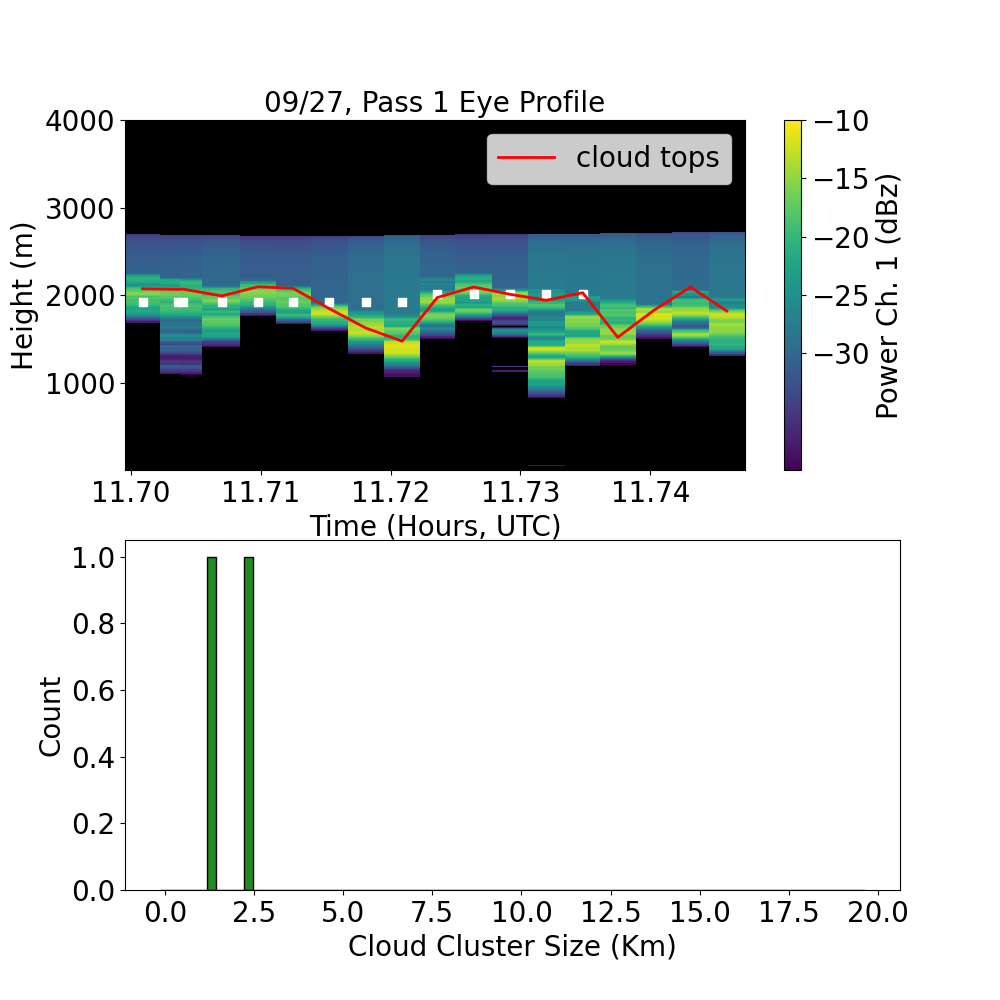 09/27, Pass 1 Eye Profile
cloud tops
4000
3000
2000
1000
Height (m)
11.70 11.71 11.72 11.73 11.74
Time (Hours, UTC)
−10
−15
−20
−25
−30
Power Ch. 1 (dBz)
1.0
0.8
0.6
0.4
0.2
0.0
Count
0.0 2.5 5.0 7.5 10.0 12.5 15.0 17.5 20.0
Cloud Cluster Size (Km)